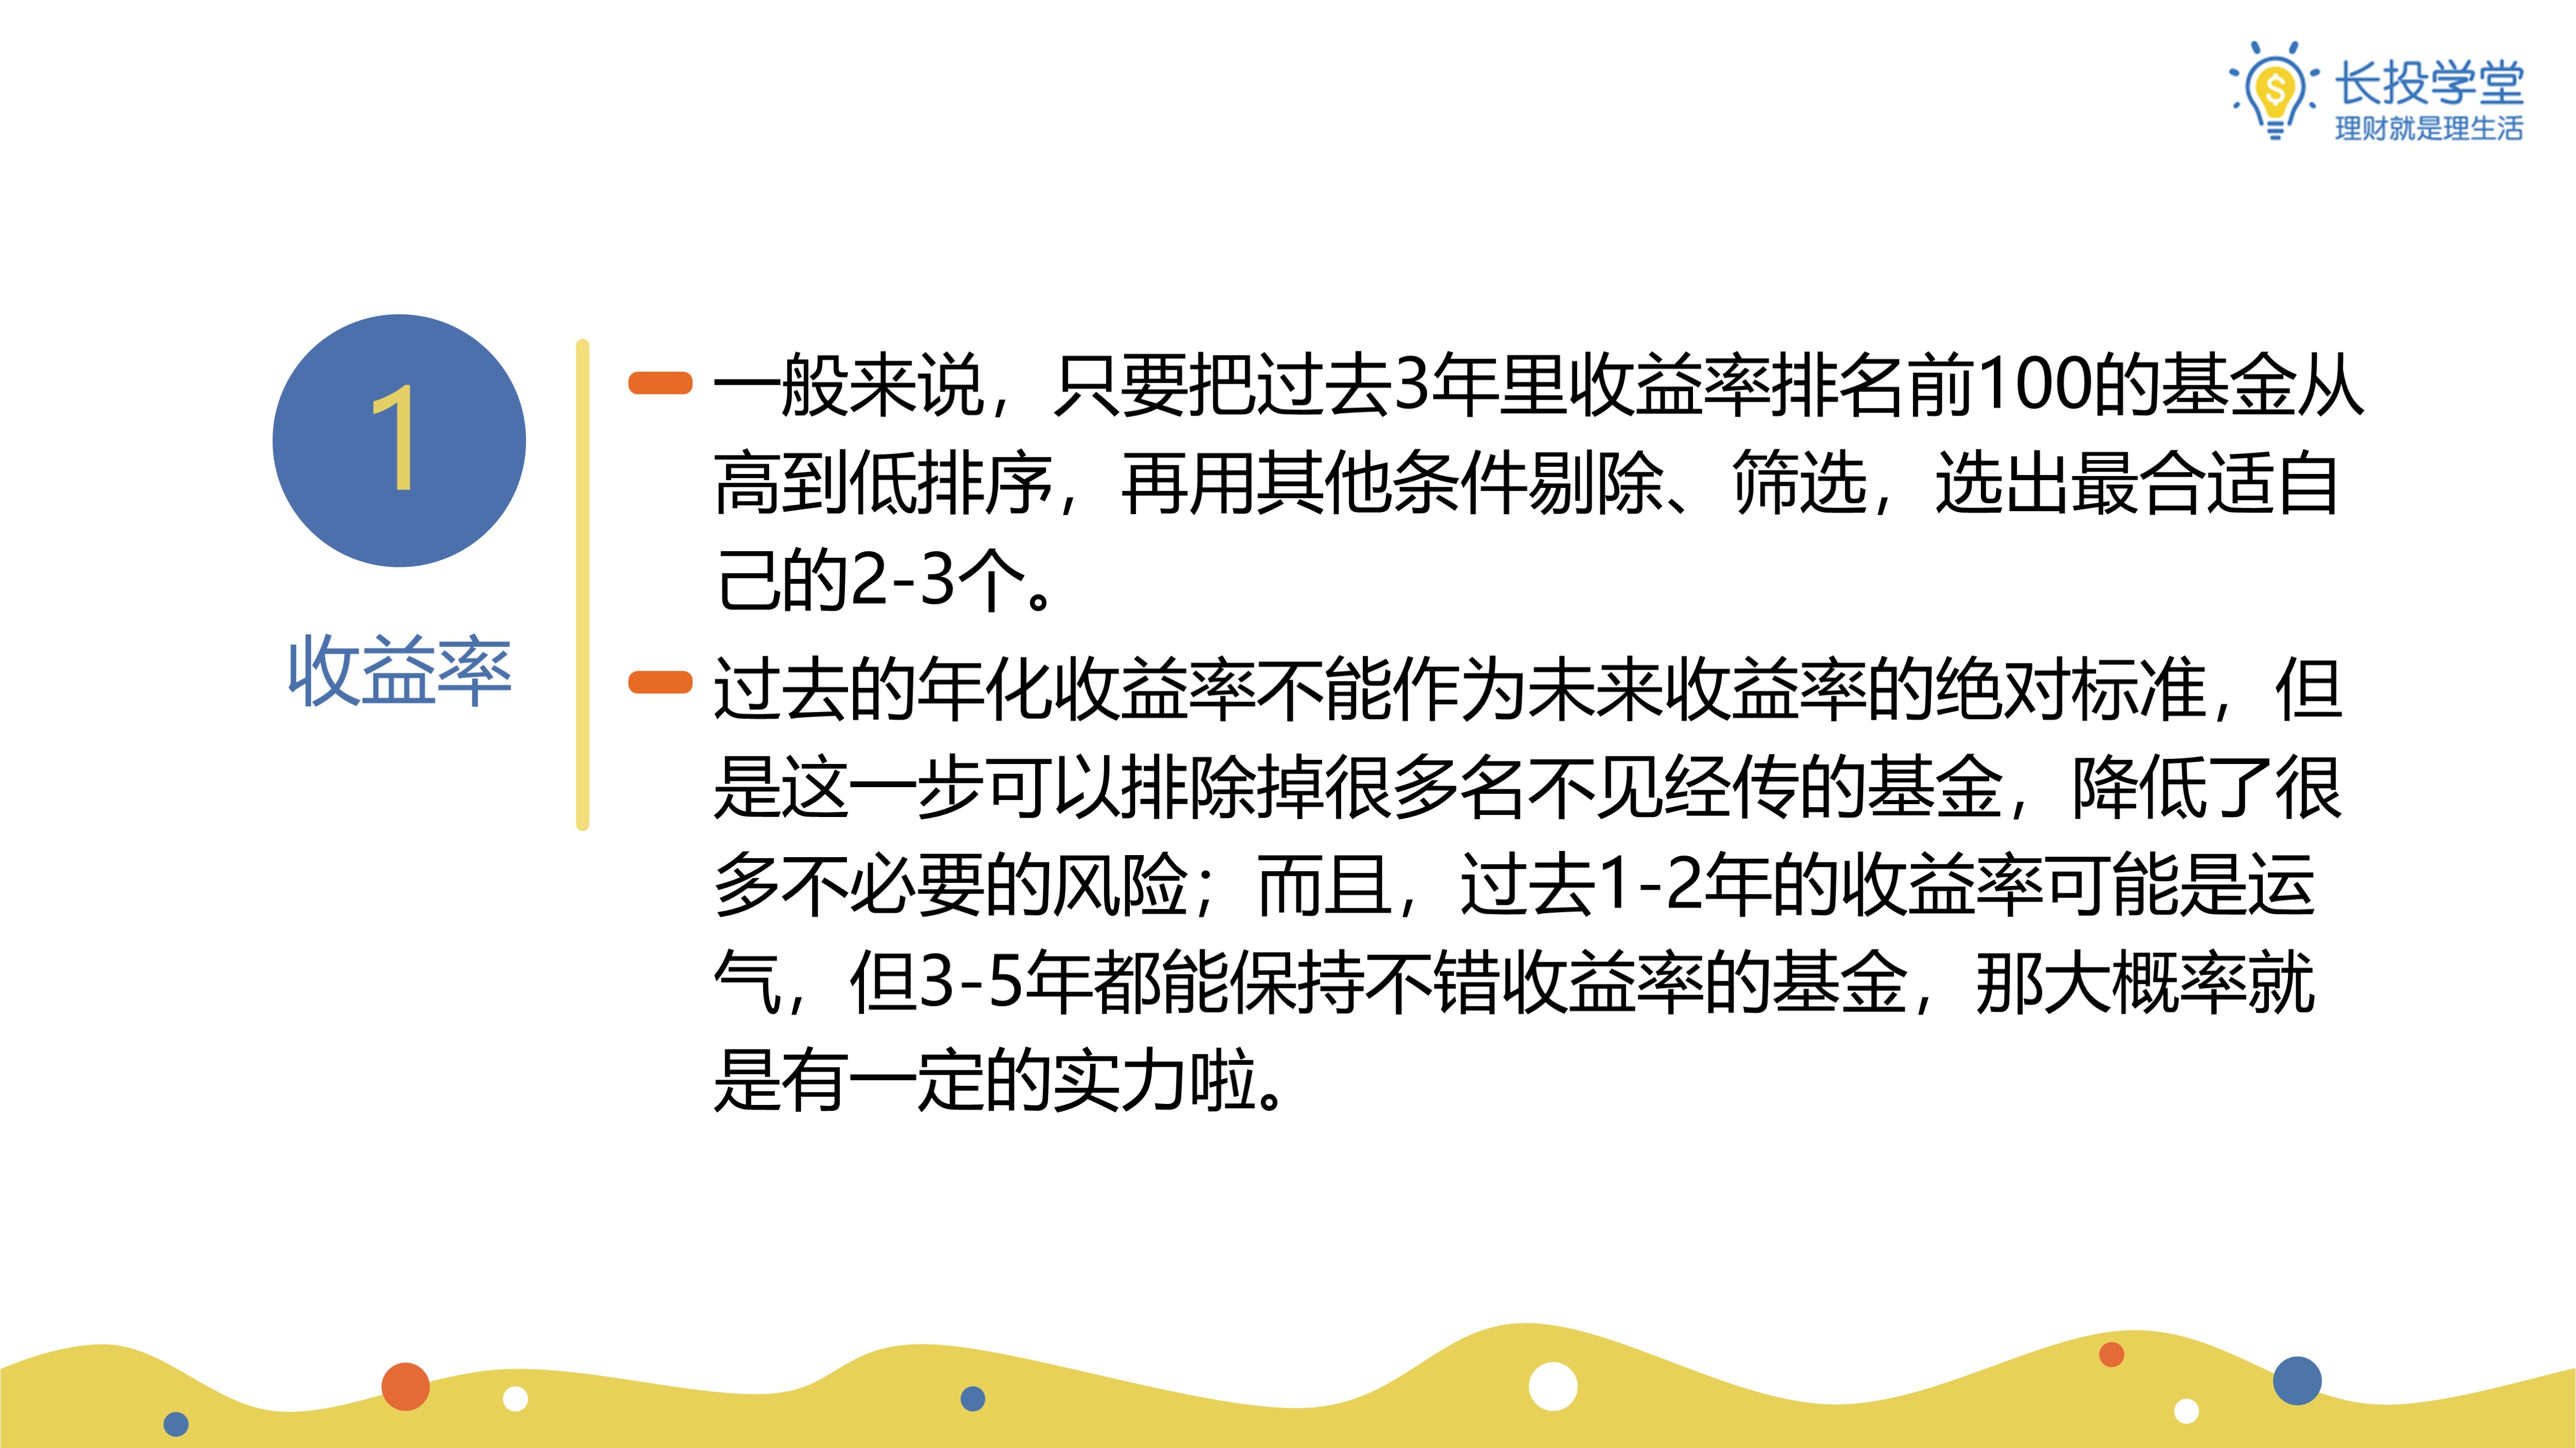 长投学堂
理财就是理生活
1
收益率
一般来说，只要把过去3年里收益率排名前100的基金从
高到低排序，再用其他条件剔除、筛选，选出最合适自
己的2-3个。
过去的年化收益率不能作为未来收益率的绝对标准，但
是这一步可以排除掉很多名不见经传的基金，降低了很
多不必要的风险；而且，过去1-2年的收益率可能是运
气，但3-5年都能保持不错收益率的基金，那大概率就
是有一定的实力啦。